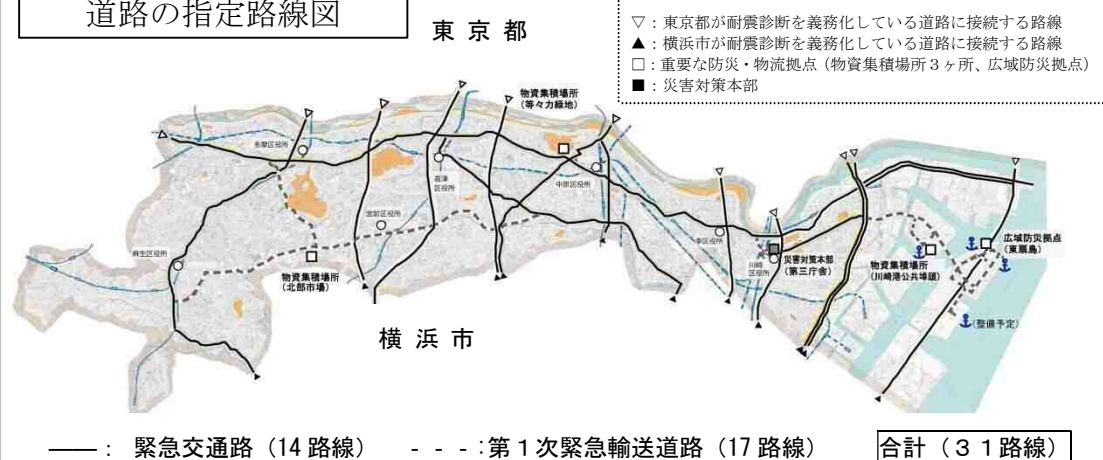 道路の指定路線図
東京都
▽：東京都が耐震診断を義務化している道路に接続する路線
▲：横浜市が耐震診断を義務化している道路に接続する路線
□：重要な防災・物流拠点（物資集積場所３ヶ所、広域防災拠点）
■：災害対策本部
物資集積場所
（等々力緑地）
多摩区役所
高津
区役所
中原区役所
宮前区役所
麻生区役所
幸区役所
川崎
区役所
災害対策本部
（第三庁舎）
物資集積場所
（北部市場）
物資集積場所
（川崎港公共埠頭）
広域防災拠点
（東扇島）
（整備予定）
横浜市
――：緊急交通路（14路線）
- - -：第１次緊急輸送道路（17路線）
合計（３１路線）